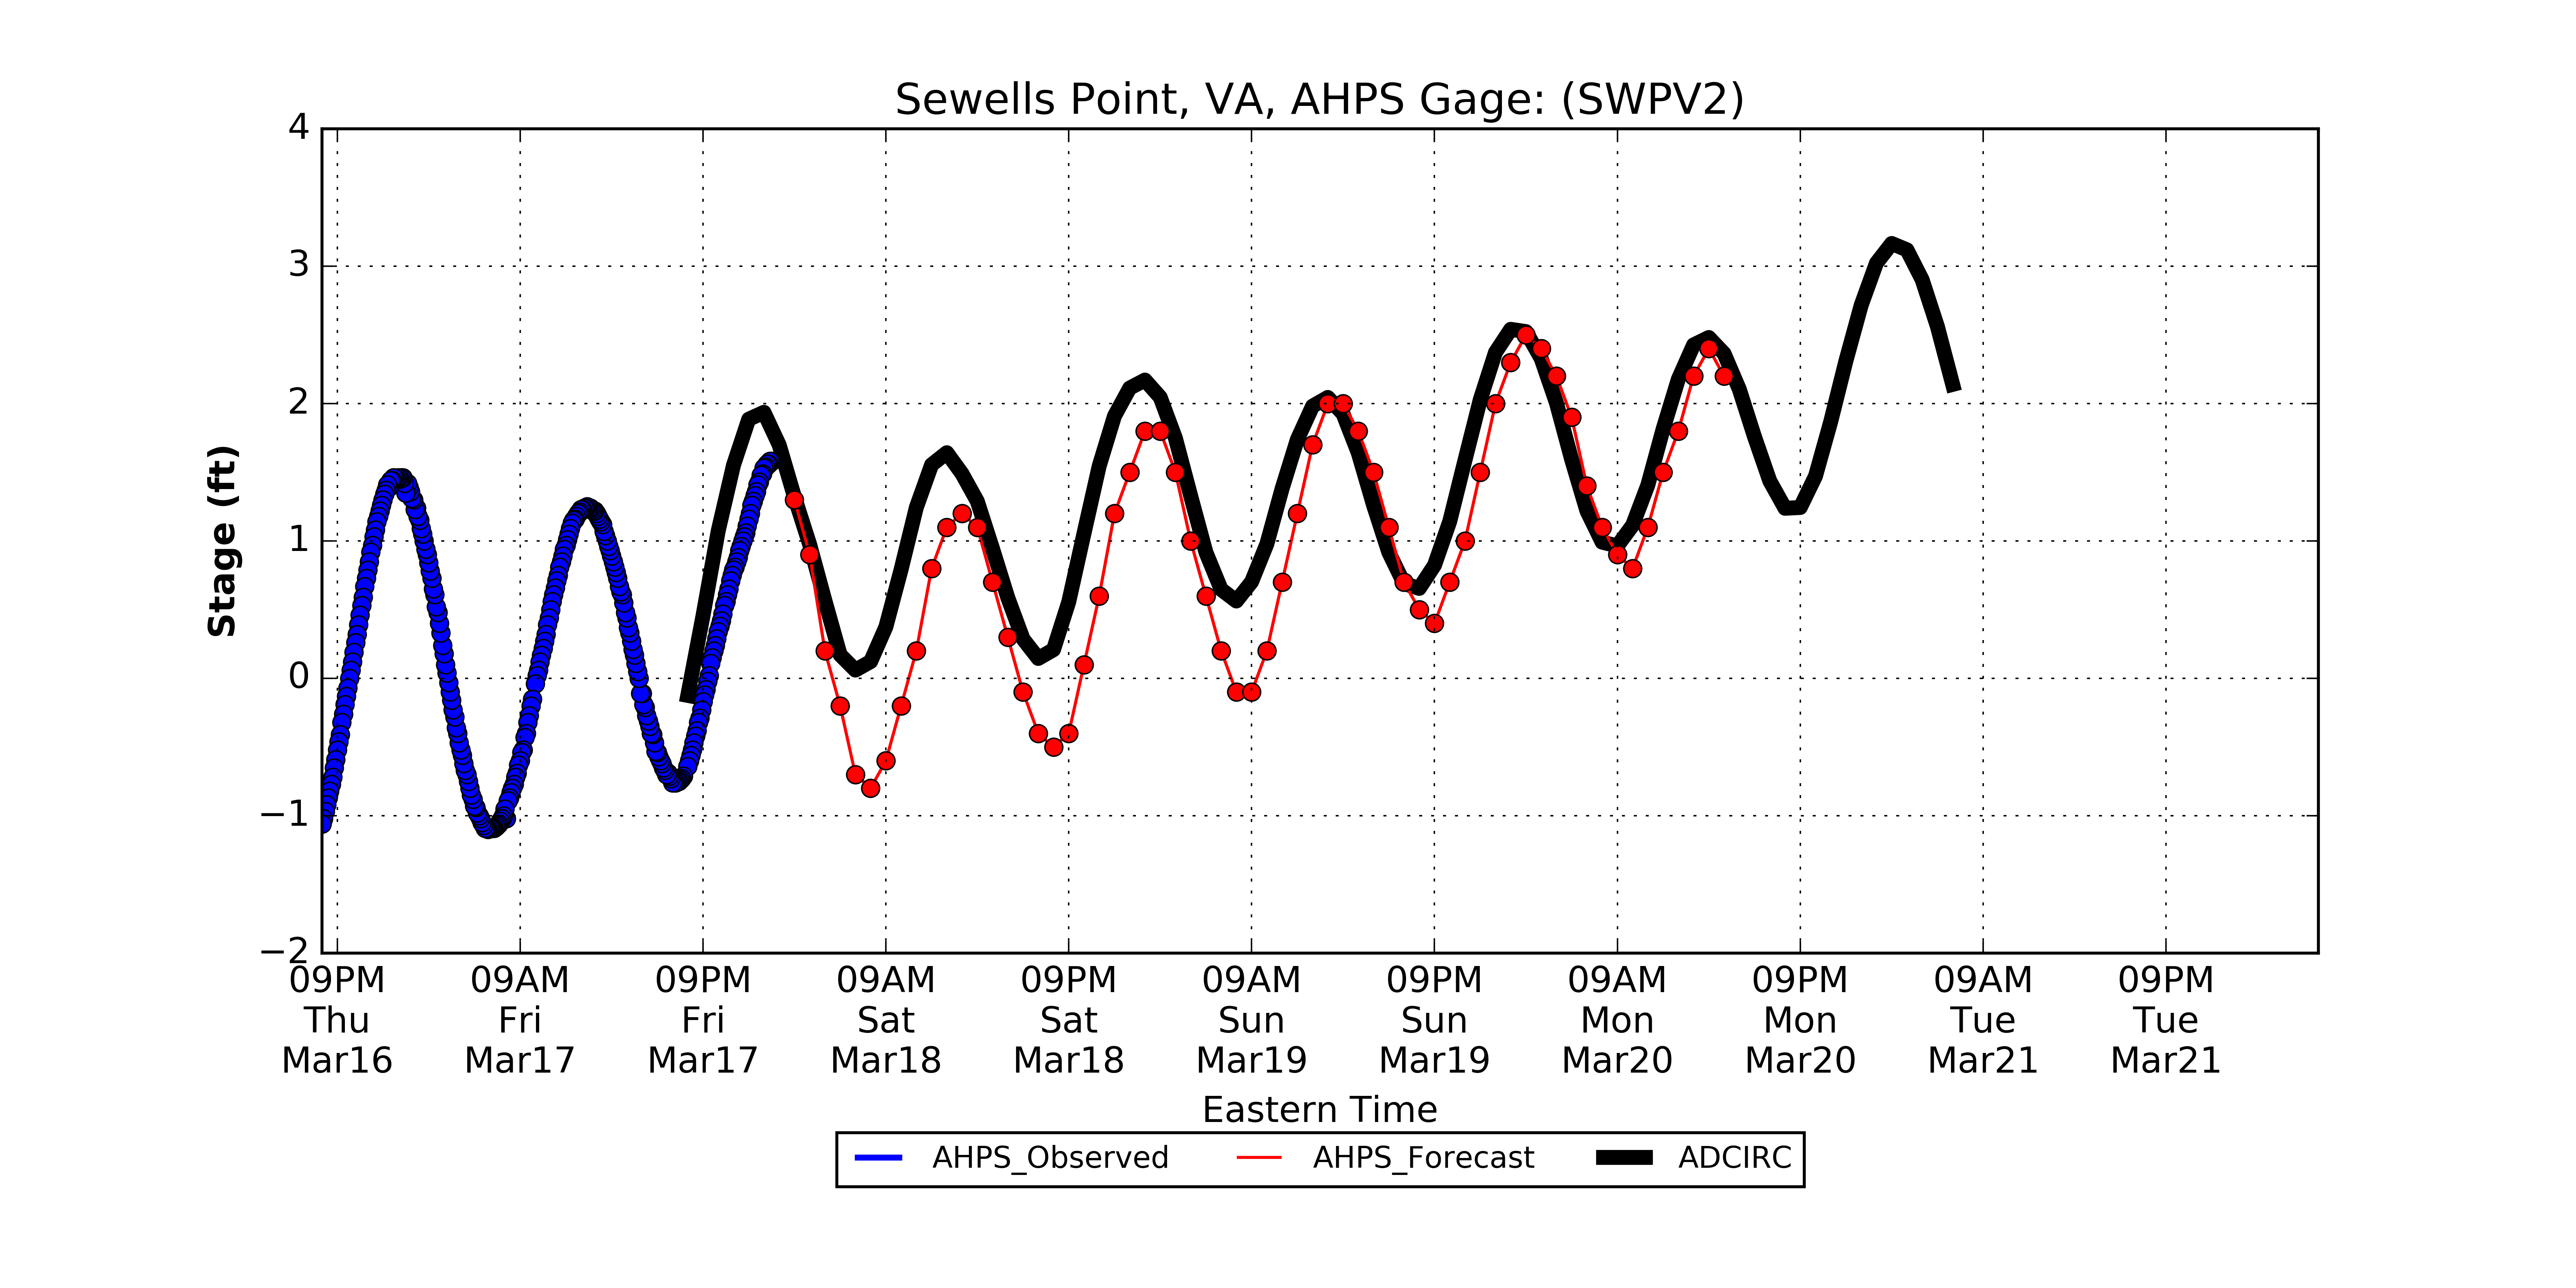 Sewells Point, VA, AHPS Gage: (SWPV2)
4
3
2
1
0
−1
−2
Stage (ft)
09PM 09AM 09PM 09AM 09PM 09AM 09PM 09AM 09PM 09AM 09PM
Thu Fri Fri Sat Sat Sun Sun Mon Mon Tue Tue
Mar16 Mar17 Mar17 Mar18 Mar18 Mar19 Mar19 Mar20 Mar20 Mar21 Mar21
Eastern Time
AHPS_Observed AHPS_Forecast ADCIRC